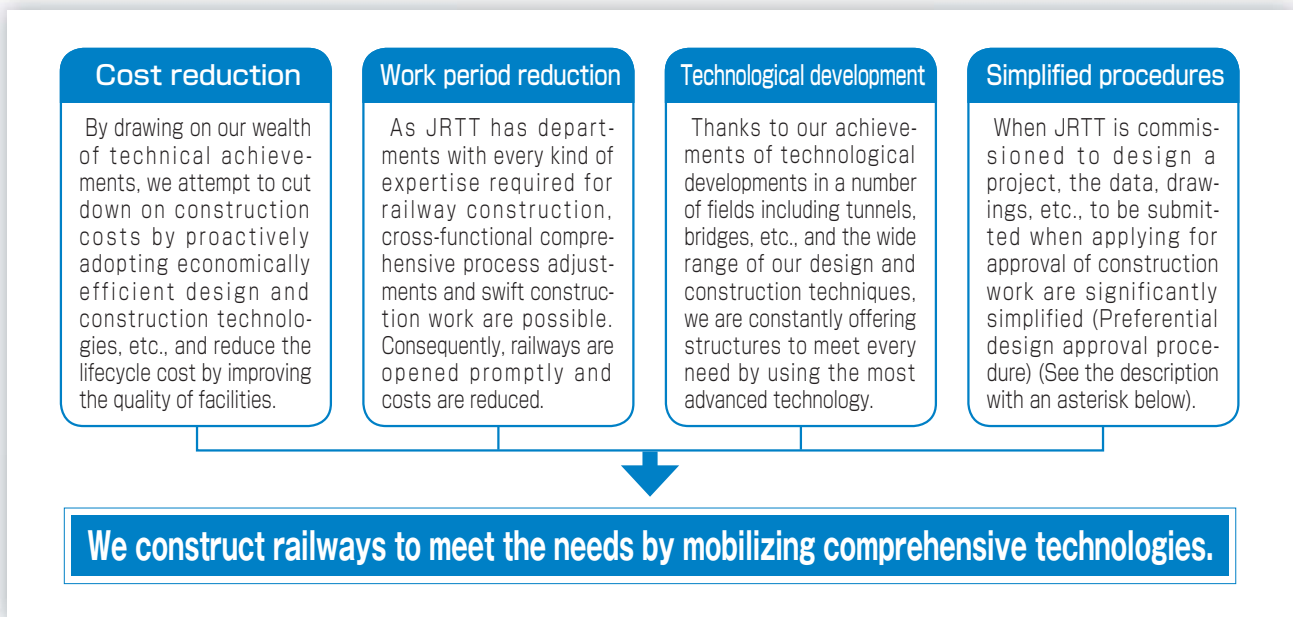 Cost reduction
By drawing on our wealth
of technical achieve-
ments, we attempt to cut
down on construction
costs by proactively
adopting economically
efficient design and
construction technolo-
gies, etc., and reduce the
lifecycle cost by improving
the quality of facilities.
Work period reduction
As JRTT has depart-
ments with every kind of
expertise required for
railway construction,
cross-functional compre-
hensive process adjust-
ments and swift construc-
tion work are possible.
Consequently, railways are
opened promptly and
costs are reduced.
Technological development
Thanks to our achieve-
ments of technological
developments in a number
of fields including tunnels,
bridges, etc., and the wide
range of our design and
construction techniques,
we are constantly offering
structures to meet every
need by using the most
advanced technology.
Simplified procedures
When JRTT is commis-
sioned to design a
project, the data, draw-
ings, etc., to be submit-
ted when applying for
approval of construction
work are significantly
simplified (Preferential
design approval proce-
dure) (See the description
with an asterisk below).
We construct railways to meet the needs by mobilizing comprehensive technologies.